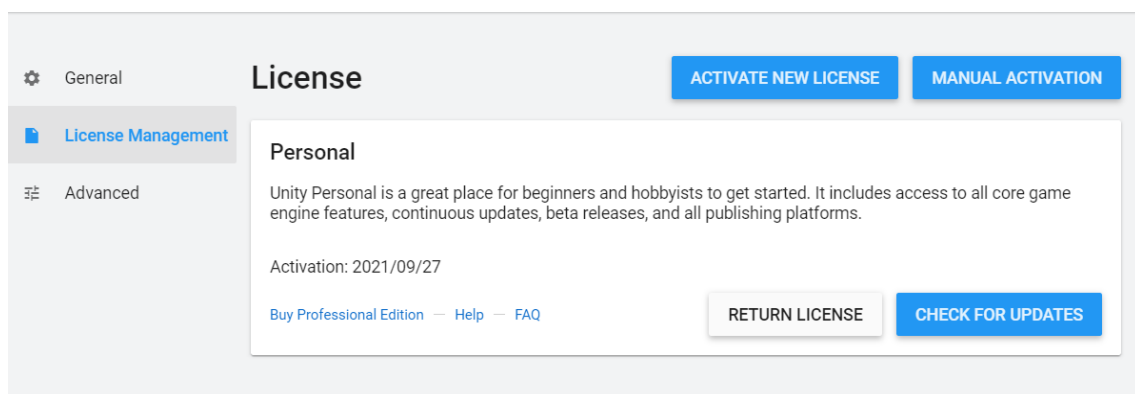 General
License Management
Advanced
License
ACTIVATE NEW LICENSE
MANUAL ACTIVATION
Personal
Unity Personal is a great place for beginners and hobbyists to get started. It includes access to all core game
engine features, continuous updates, beta releases, and all publishing platforms.
Activation: 2021/09/27
Buy Professional Edition — Help — FAQ
RETURN LICENSE
CHECK FOR UPDATES